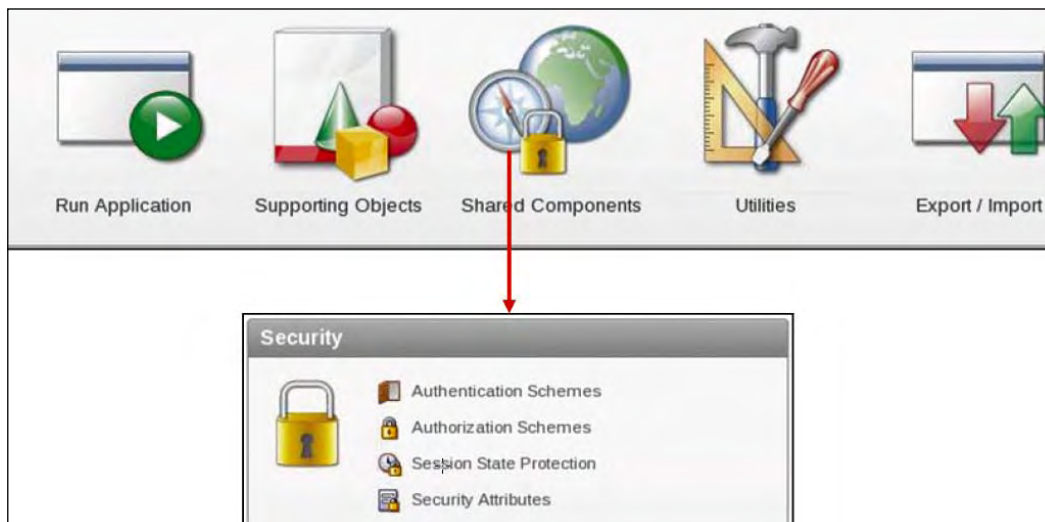 Run Application
Supporting Objects
Shared Components
Utilities
Export / Import
Security
Authentication Schemes
Authorization Schemes
Session State Protection
Security Attributes